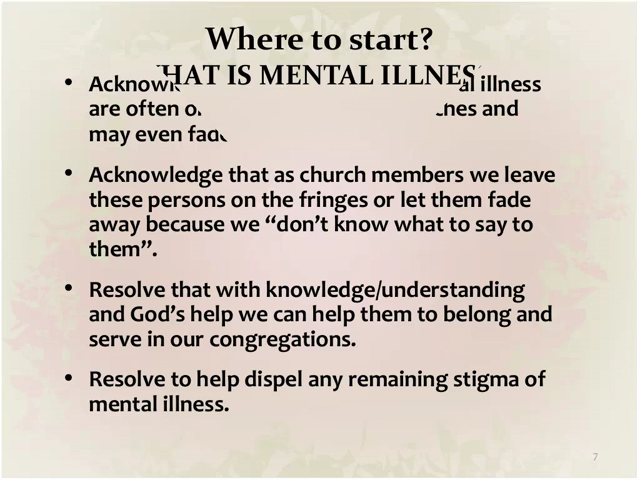 Where to start?
HAT IS MENTAL ILLNES
• illness
are often and
may even
• Acknowledge that as church members we leave
these persons on the fringes or let them fade
away because we “don’t know what to say to
them”.
• Resolve that with knowledge/understanding
and God’s help we can help them to belong and
serve in our congregations.
• Resolve to help dispel any remaining stigma of
mental illness.
7